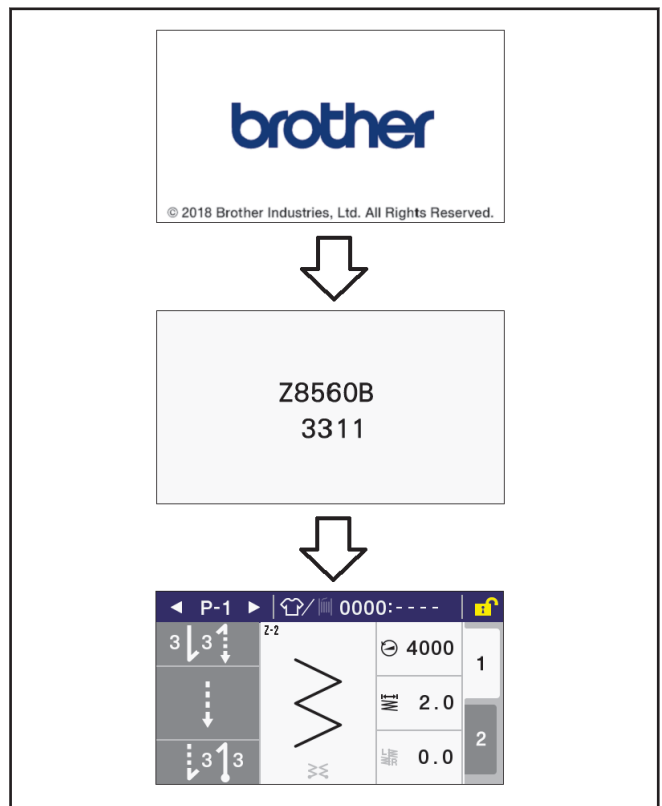 brother
© 2018 Brother Industries, Ltd. All Rights Reserved.
Z8560B
3311
◀ P-1 ▶ / 0000:----
3 3
Z-2
4000
1
2.0
2
3 3
0.0
L R